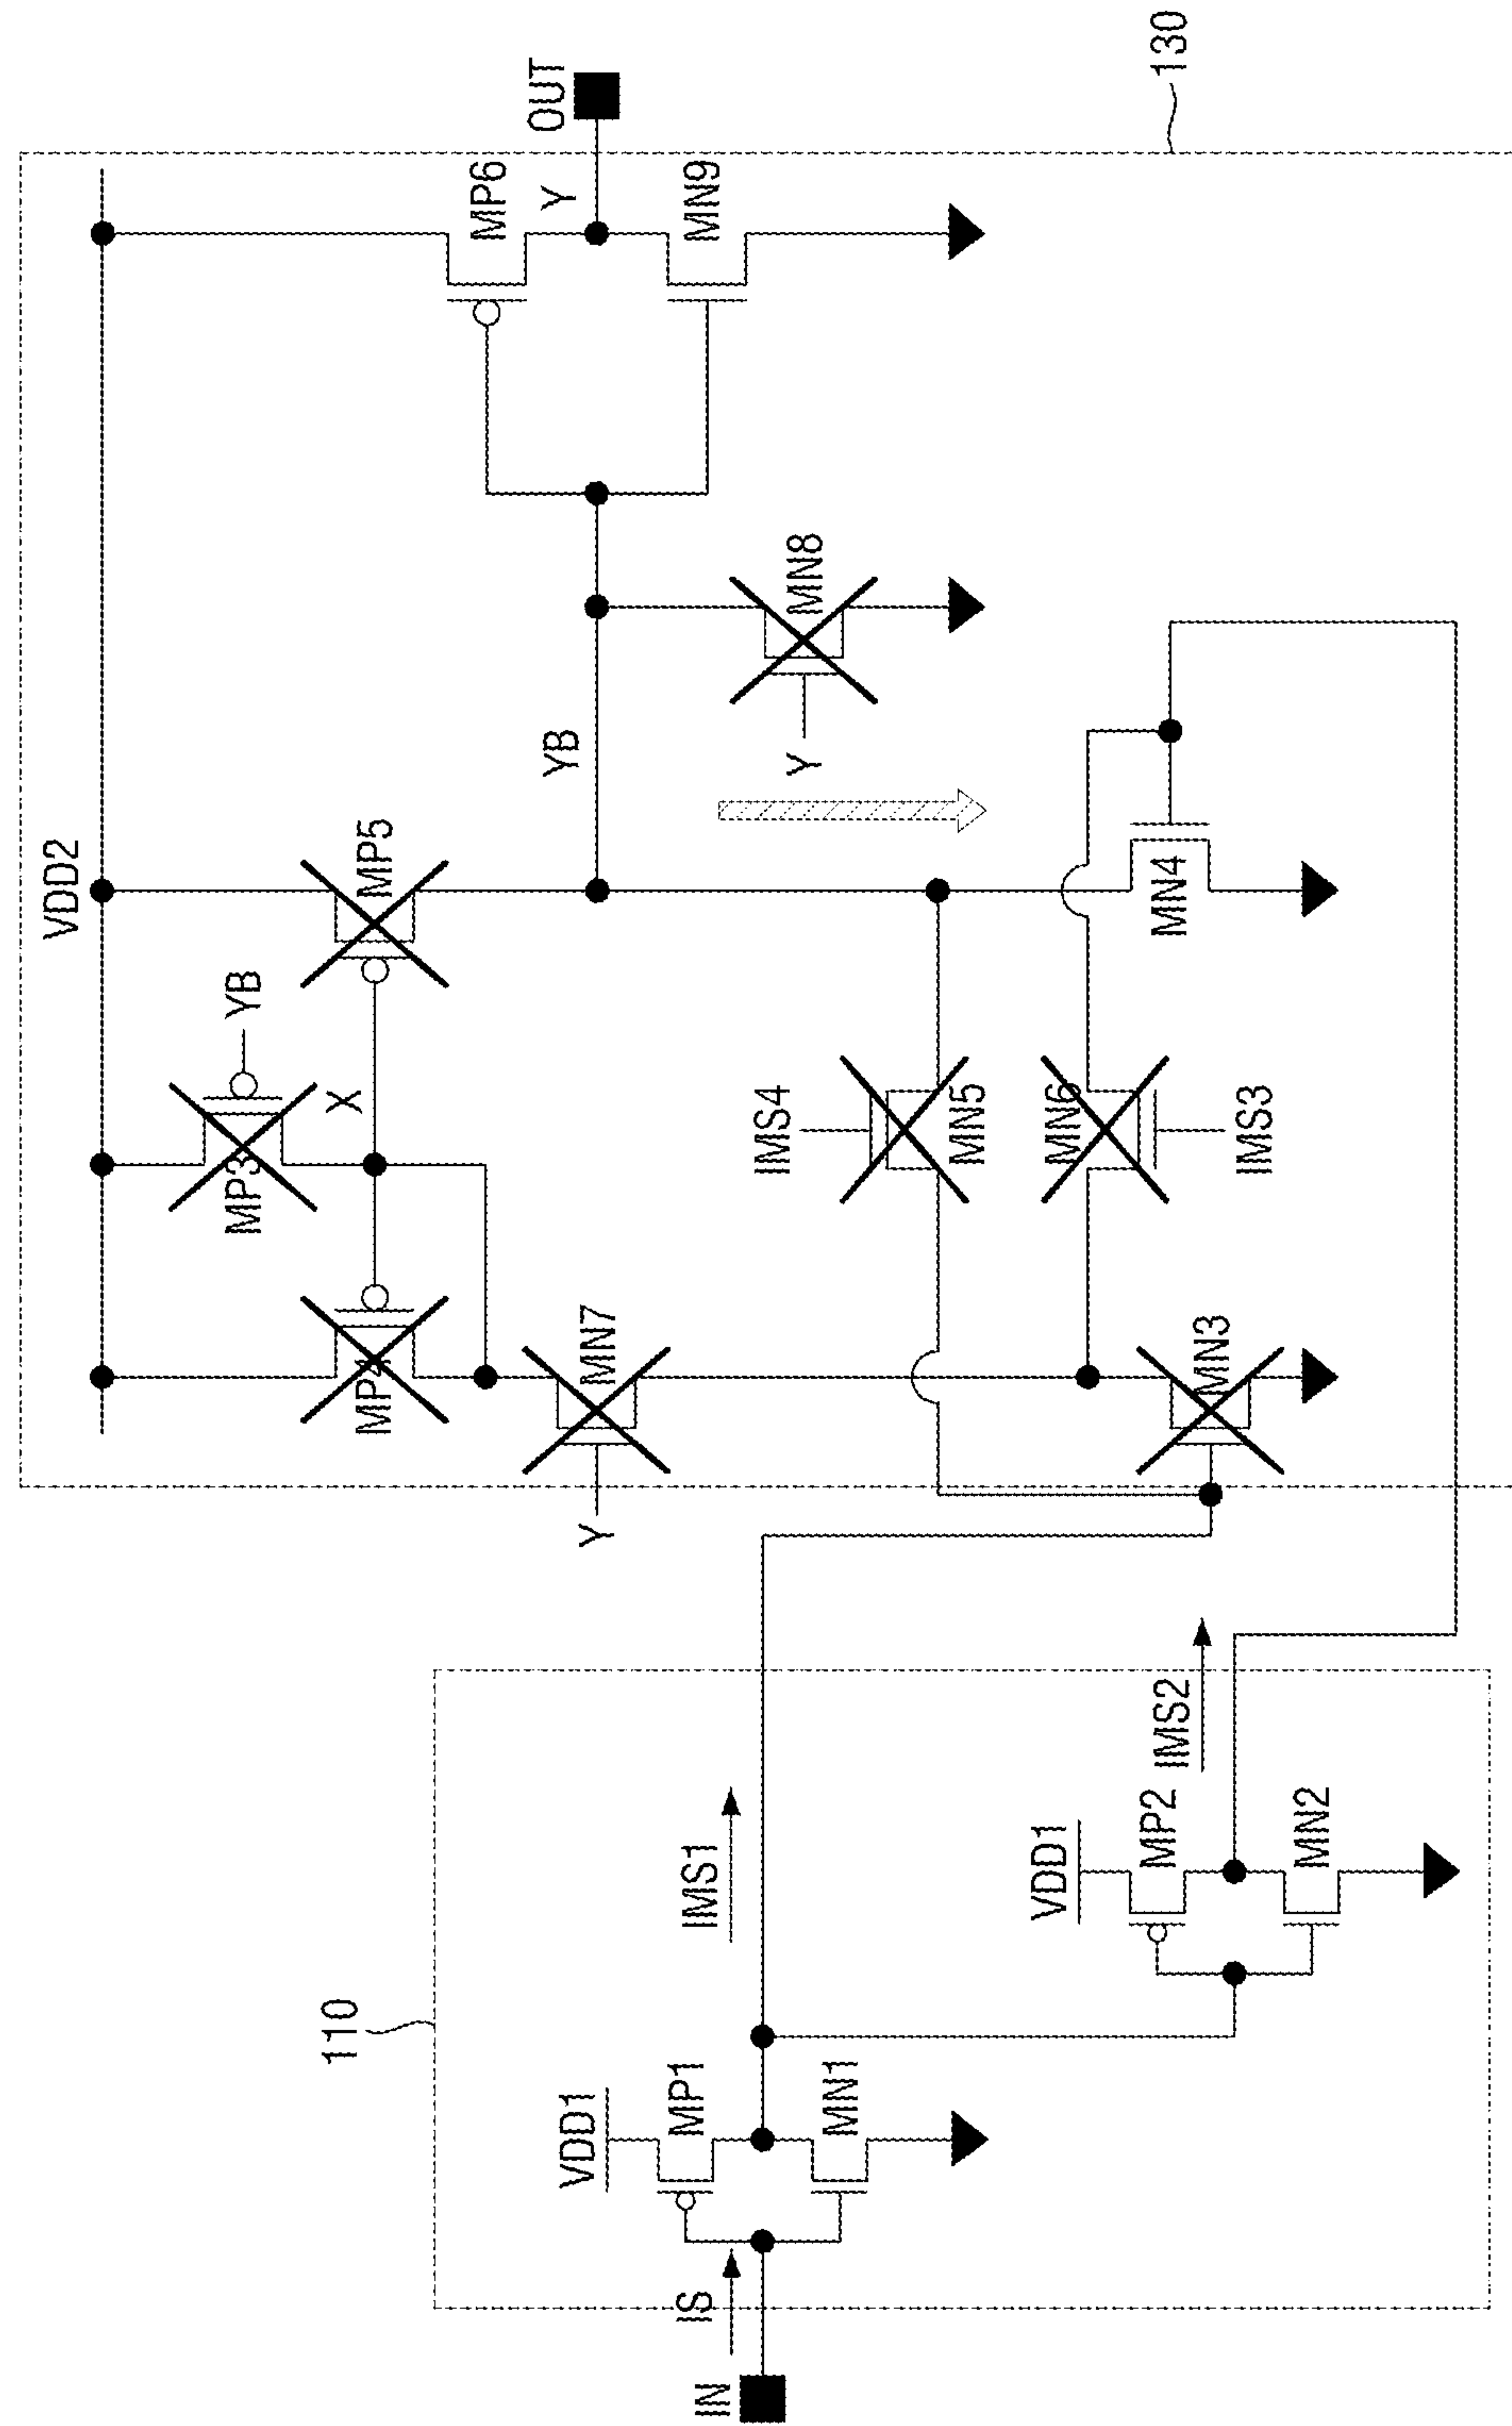 VDD2
MP4
MP3
YB
X
MP5
MP6
OUT
Y
MN9
MN7
Y
YB
MN8
Y
IMS4
MN5
MN6
IMS3
MN3
MN4
130
110
IN
IS
VDD1
MP1
MN1
IMS1
VDD1
MP2
MN2
IMS2